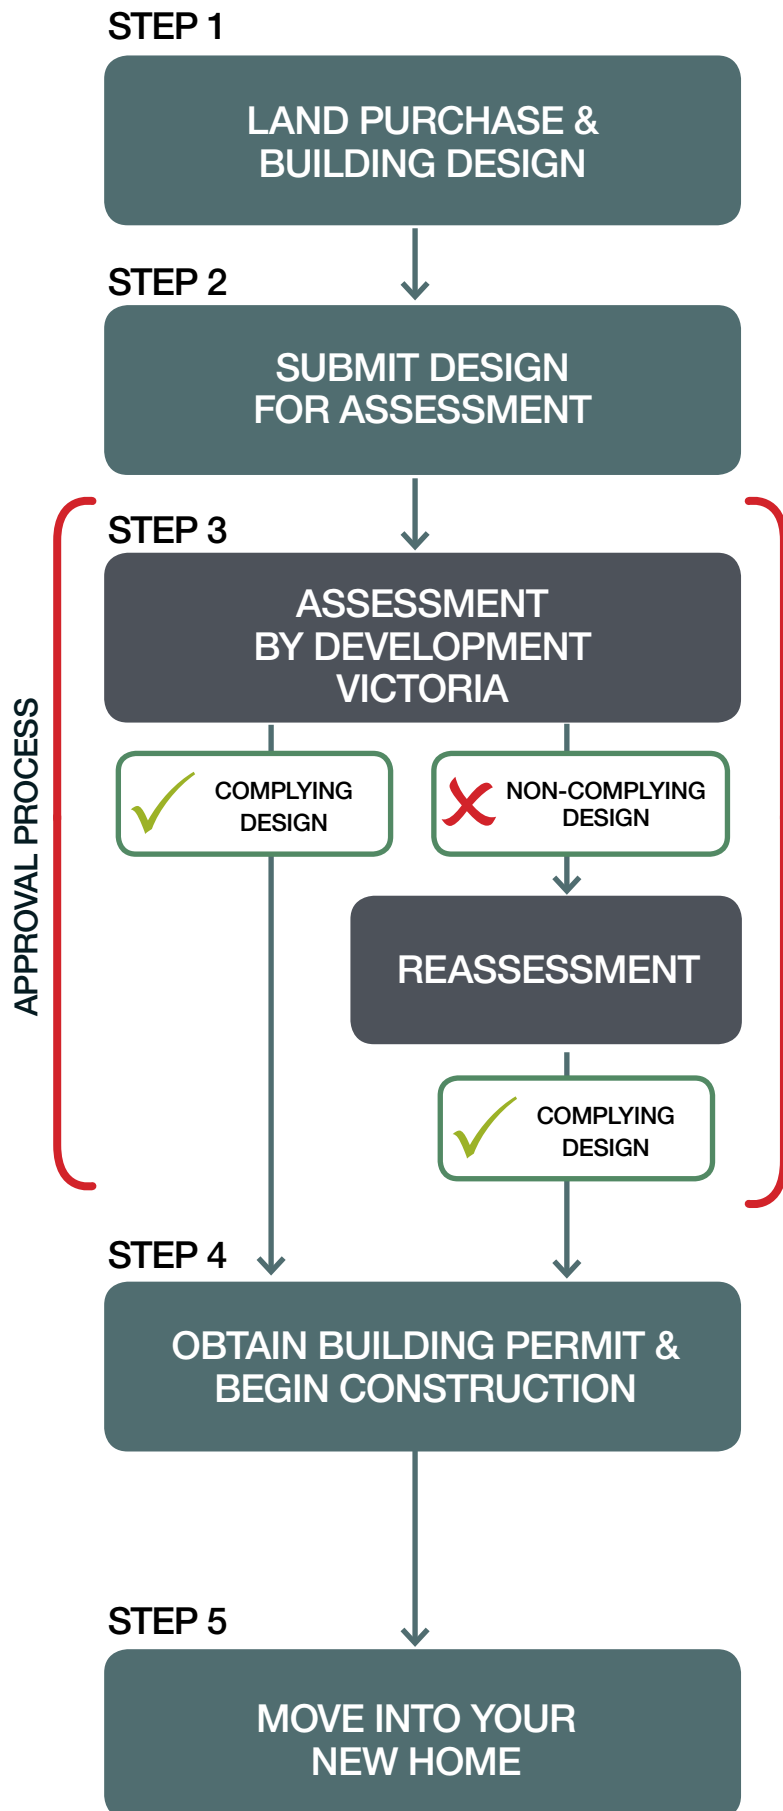 STEP 1
LAND PURCHASE &
BUILDING DESIGN
STEP 2
SUBMIT DESIGN
FOR ASSESSMENT
APPROVAL PROCESS
STEP 3
ASSESSMENT
BY DEVELOPMENT
VICTORIA
COMPLYING
DESIGN
NON-COMPLYING
DESIGN
REASSESSMENT
COMPLYING
DESIGN
STEP 4
OBTAIN BUILDING PERMIT &
BEGIN CONSTRUCTION
STEP 5
MOVE INTO YOUR
NEW HOME